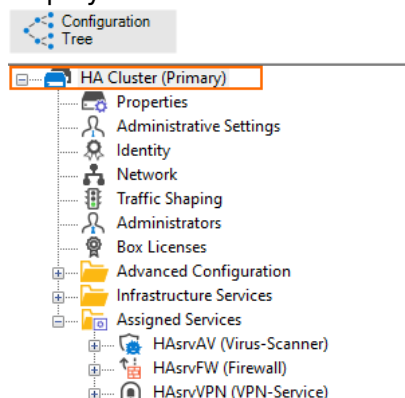 Configuration
Tree
HA Cluster (Primary)
Properties
Administrative Settings
Identity
Network
Traffic Shaping
Administrators
Box Licenses
Advanced Configuration
Infrastructure Services
Assigned Services
HAsrvAV (Virus-Scanner)
HAsrvFW (Firewall)
HAsrvVPN (VPN-Service)